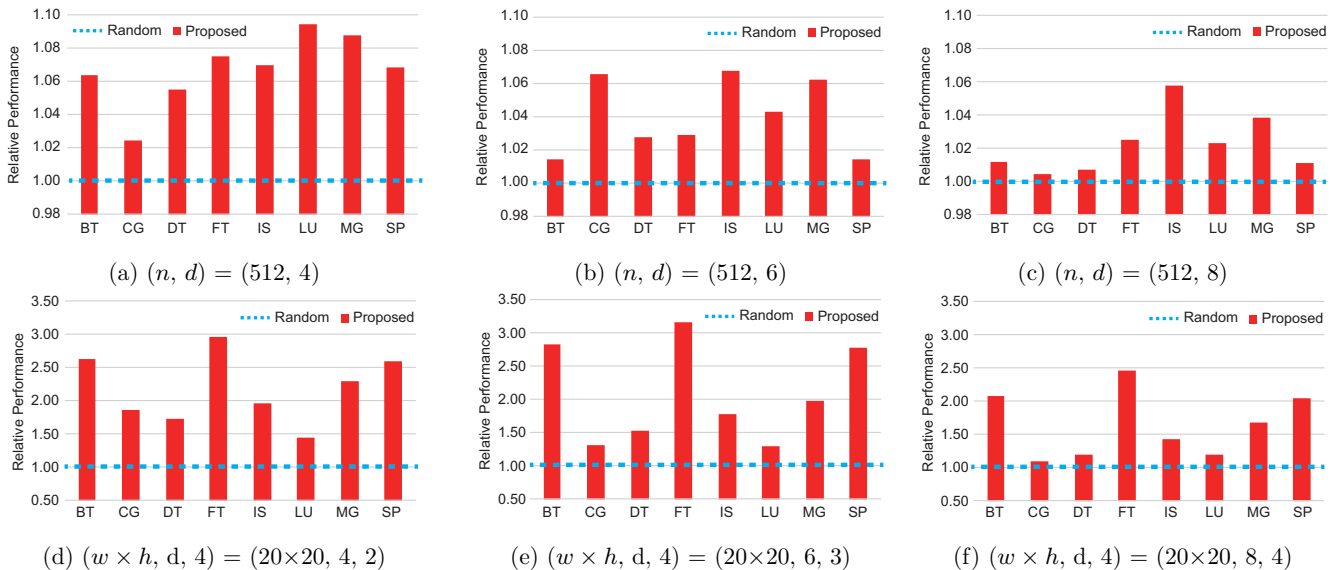 Relative Performance
1.10
1.08
1.06
1.04
1.02
1.00
0.98
Random Proposed
BT CG DT FT IS LU MG SP
(a) (n, d) = (512, 4)
Relative Performance
1.10
1.08
1.06
1.04
1.02
1.00
0.98
Random Proposed
BT CG DT FT IS LU MG SP
(b) (n, d) = (512, 6)
Relative Performance
1.10
1.08
1.06
1.04
1.02
1.00
0.98
Random Proposed
BT CG DT FT IS LU MG SP
(c) (n, d) = (512, 8)
Relative Performance
3.50
3.00
2.50
2.00
1.50
1.00
0.50
Random Proposed
BT CG DT FT IS LU MG SP
(d) (w × h, d, 4) = (20×20, 4, 2)
Relative Performance
3.50
3.00
2.50
2.00
1.50
1.00
0.50
Random Proposed
BT CG DT FT IS LU MG SP
(e) (w × h, d, 4) = (20×20, 6, 3)
Relative Performance
3.50
3.00
2.50
2.00
1.50
1.00
0.50
Random Proposed
BT CG DT FT IS LU MG SP
(f) (w × h, d, 4) = (20×20, 8, 4)